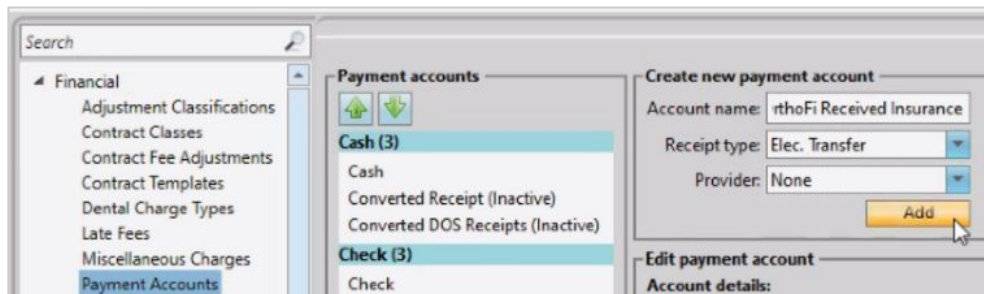 Search
Financial
Adjustment Classifications
Contract Classes
Contract Fee Adjustments
Contract Templates
Dental Charge Types
Late Fees
Miscellaneous Charges
Payment Accounts
Payment accounts
Cash (3)
Cash
Converted Receipt (Inactive)
Converted DOS Receipts (Inactive)
Check (3)
Check
Create new payment account
Account name: rthoFi Received Insurance
Receipt type: Elec. Transfer
Provider: None
Add
Edit payment account
Account details: